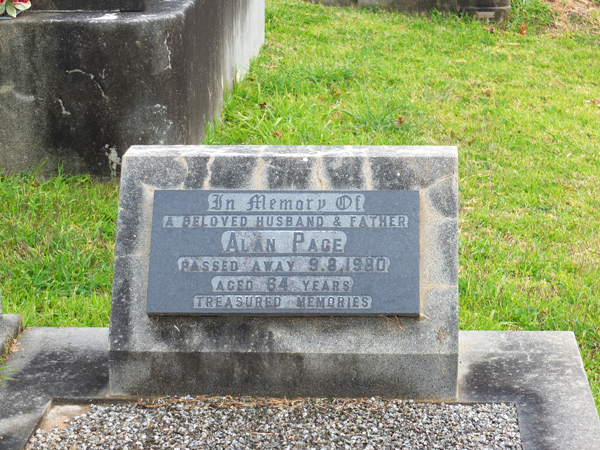 In Memory Of
A BELOVED HUSBAND & FATHER
ALAN PAGE
PASSED AWAY 9.8.1980
AGED 64 YEARS
TREASURED MEMORIES